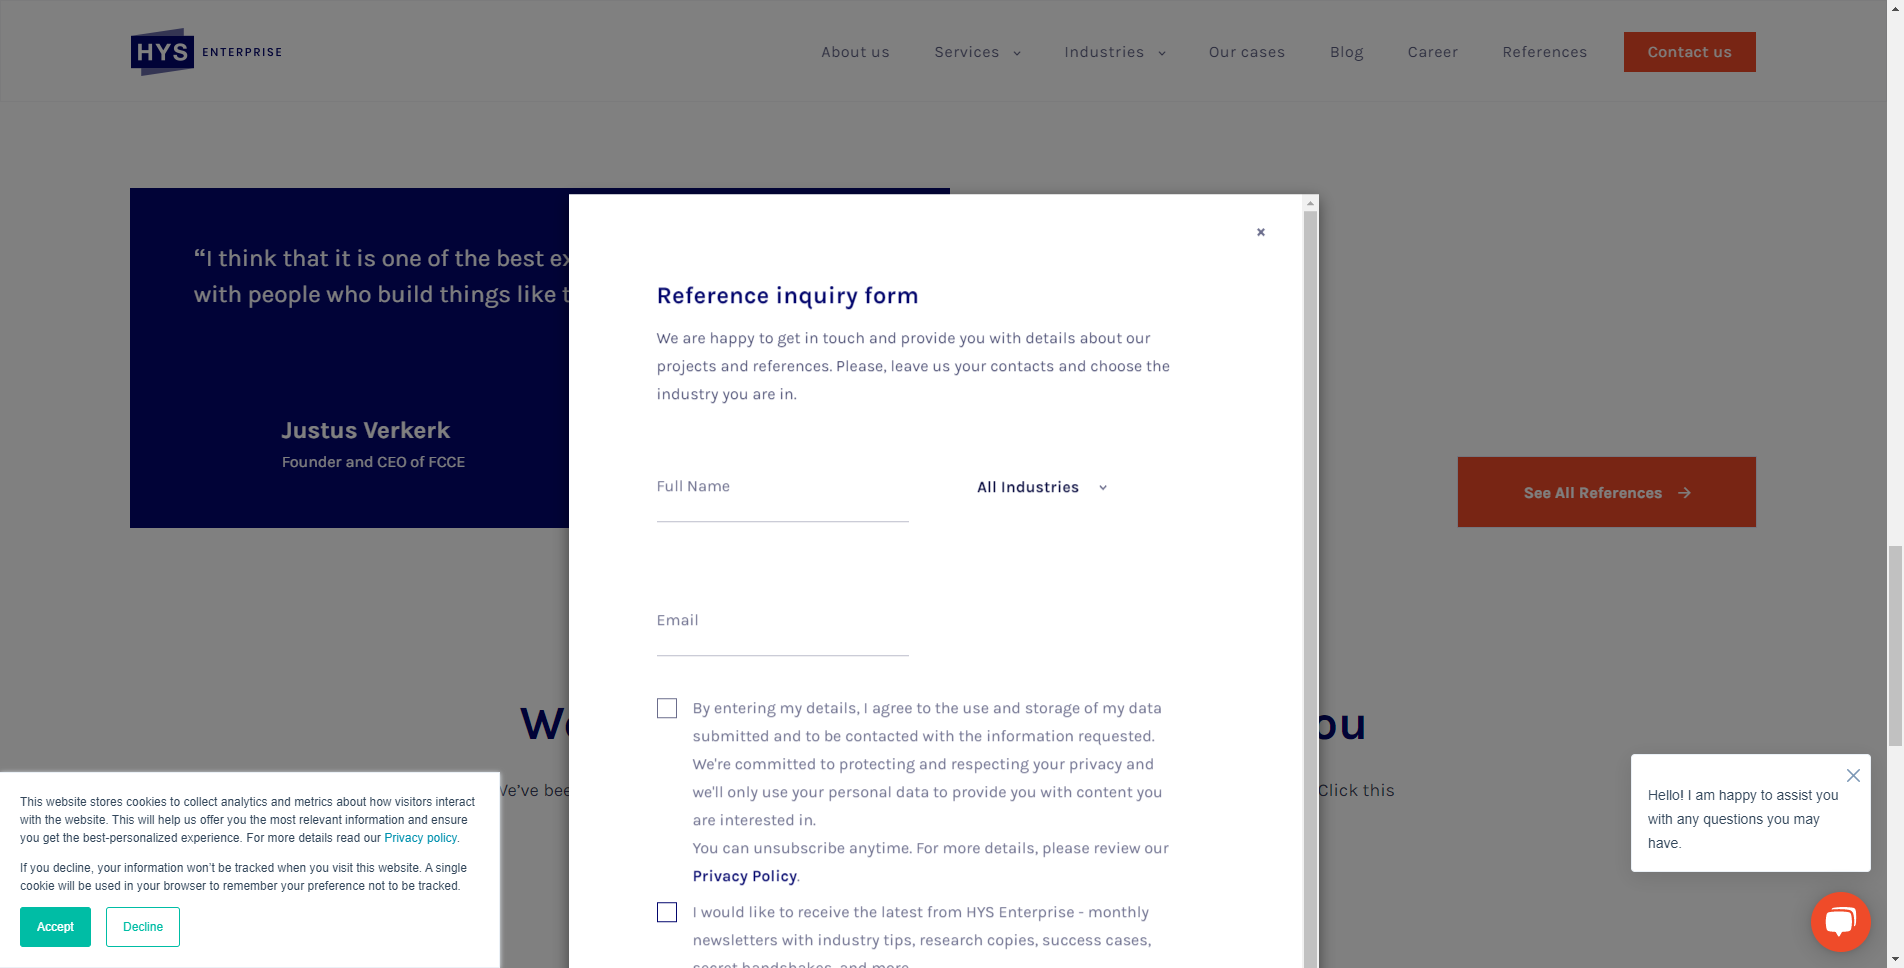 HYS ENTERPRISE
About us Services Industries Our cases Blog Career References Contact us
“I think that it is one of the best
with people who build things like
Justus Verkerk
Founder and CEO of FCCE
See All References
Reference inquiry form
We are happy to get in touch and provide you with details about our
projects and references. Please, leave us your contacts and choose the
industry you are in.
Full Name
All Industries
Email
By entering my details, I agree to the use and storage of my data
submitted and to be contacted with the information requested.
We're committed to protecting and respecting your privacy and
we'll only use your personal data to provide you with content you
are interested in.
You can unsubscribe anytime. For more details, please review our
Privacy Policy.
I would like to receive the latest from HYS Enterprise - monthly
newsletters with industry tips, research copies, success cases,
secret handshakes, and more
Click this
This website stores cookies to collect analytics and metrics about how visitors interact
with the website. This will help us offer you the most relevant information and ensure
you get the best-personalized experience. For more details read our Privacy policy.
If you decline, your information won’t be tracked when you visit this website. A single
cookie will be used in your browser to remember your preference not to be tracked.
Accept
Decline
Hello! I am happy to assist you
with any questions you may
have.